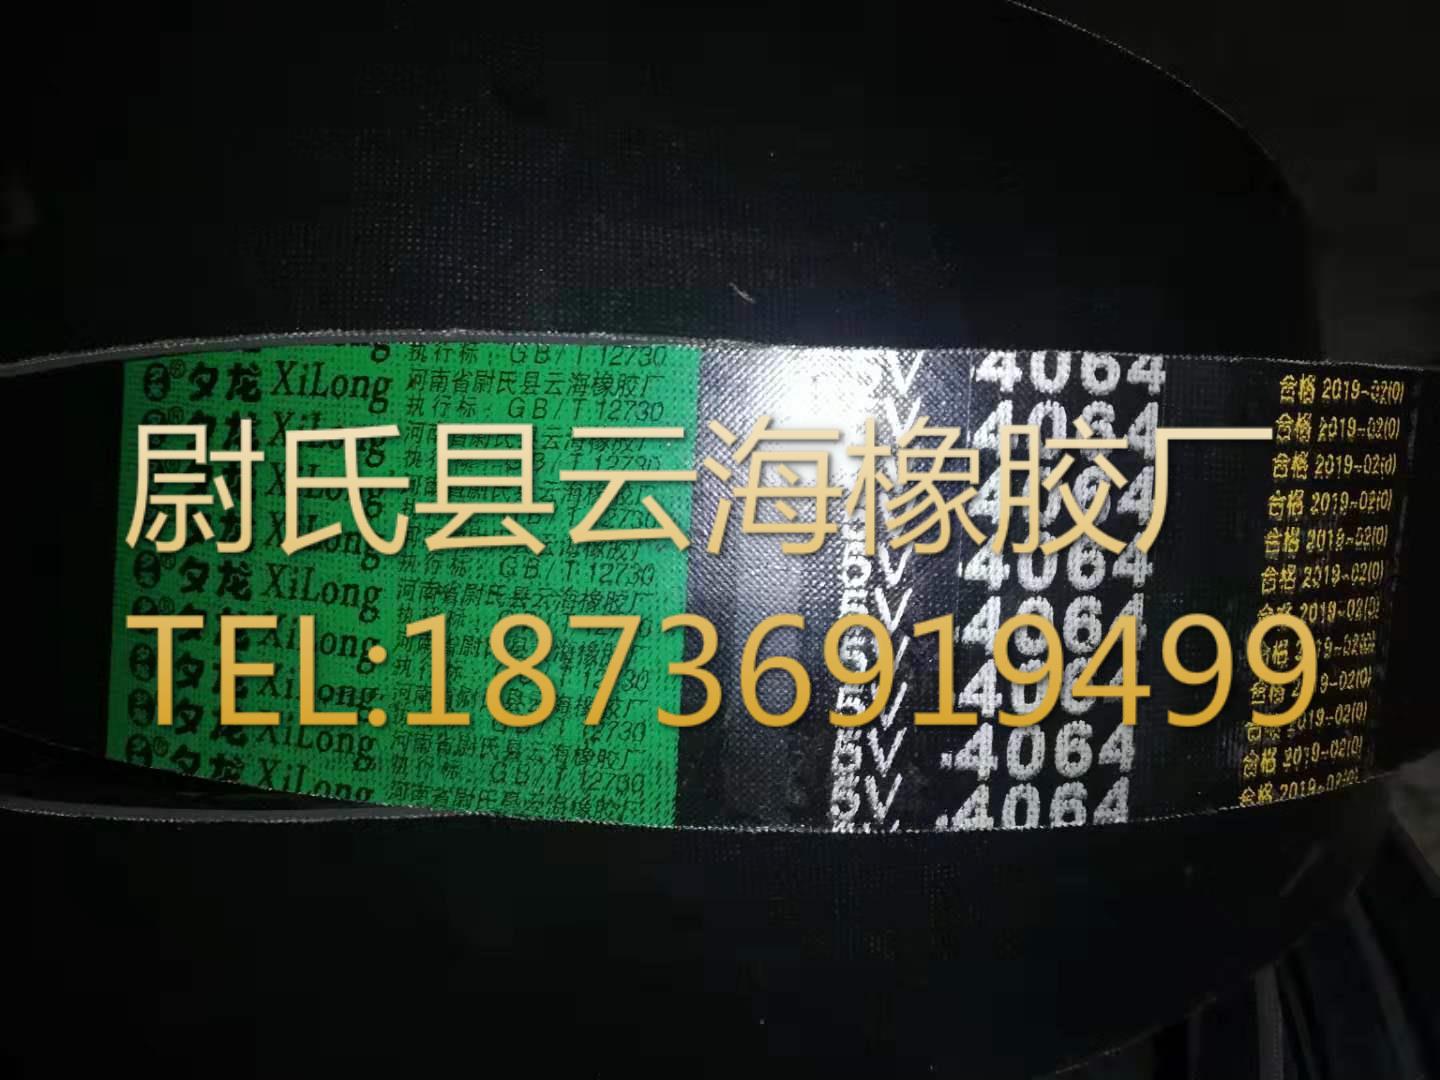 夕龙 XiLong 河南省尉氏县云海橡胶厂
执行标:GB/T 12730
5V 4064
合格 2019-02(0)
尉氏县云海橡胶厂
TEL:18736919499